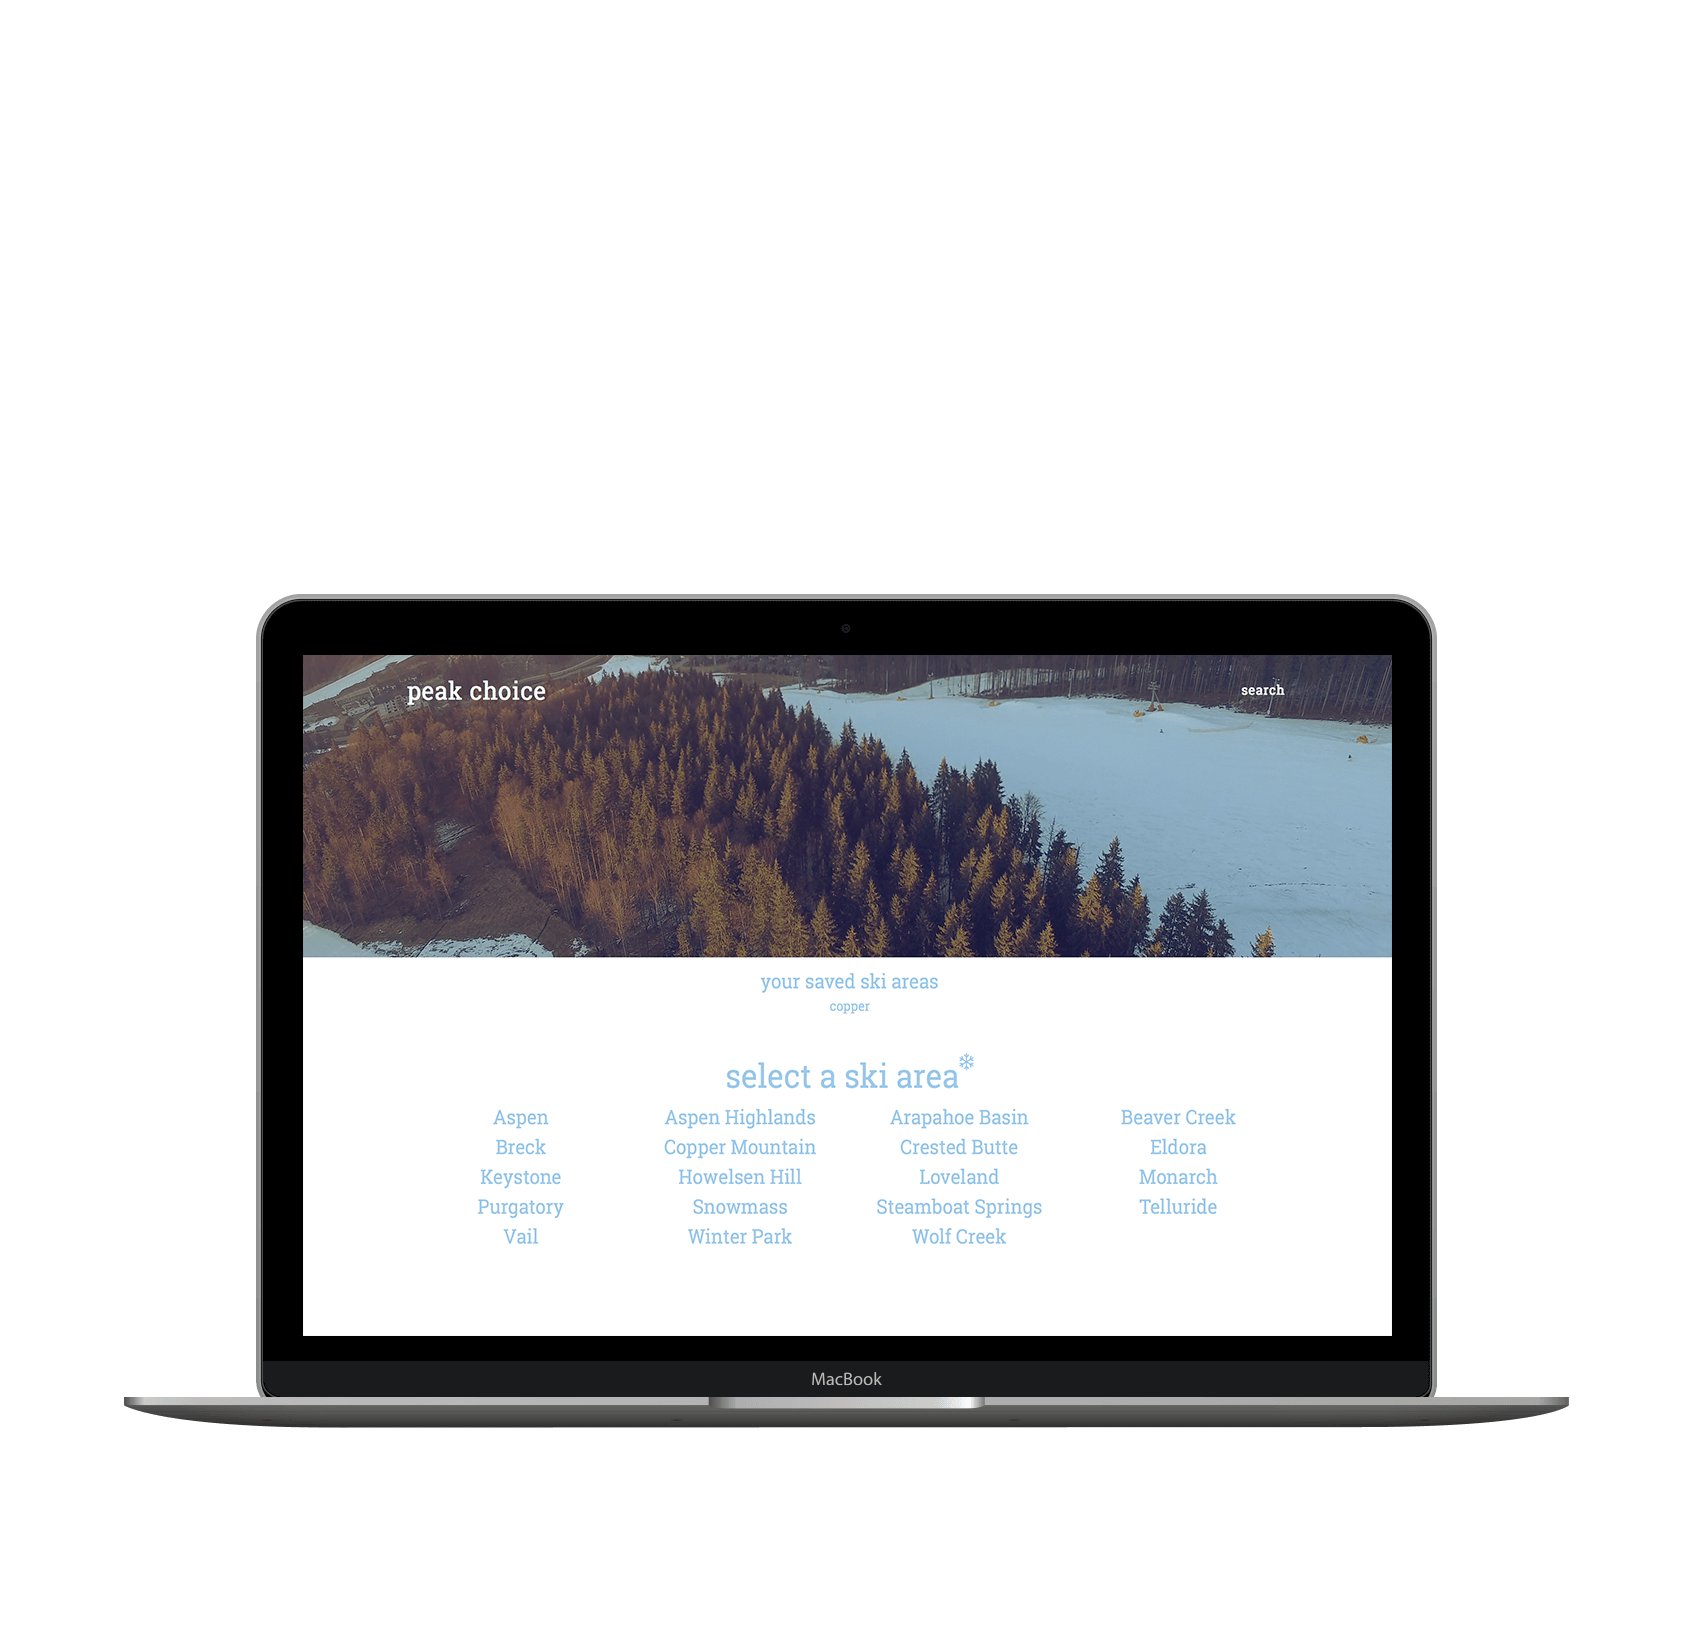 peak choice
search
your saved ski areas
copper
select a ski area
Aspen Aspen Highlands Arapahoe Basin Beaver Creek
Breck Copper Mountain Crested Butte Eldora
Keystone Howelsen Hill Loveland Monarch
Purgatory Snowmass Steamboat Springs Telluride
Vail Winter Park Wolf Creek
MacBook